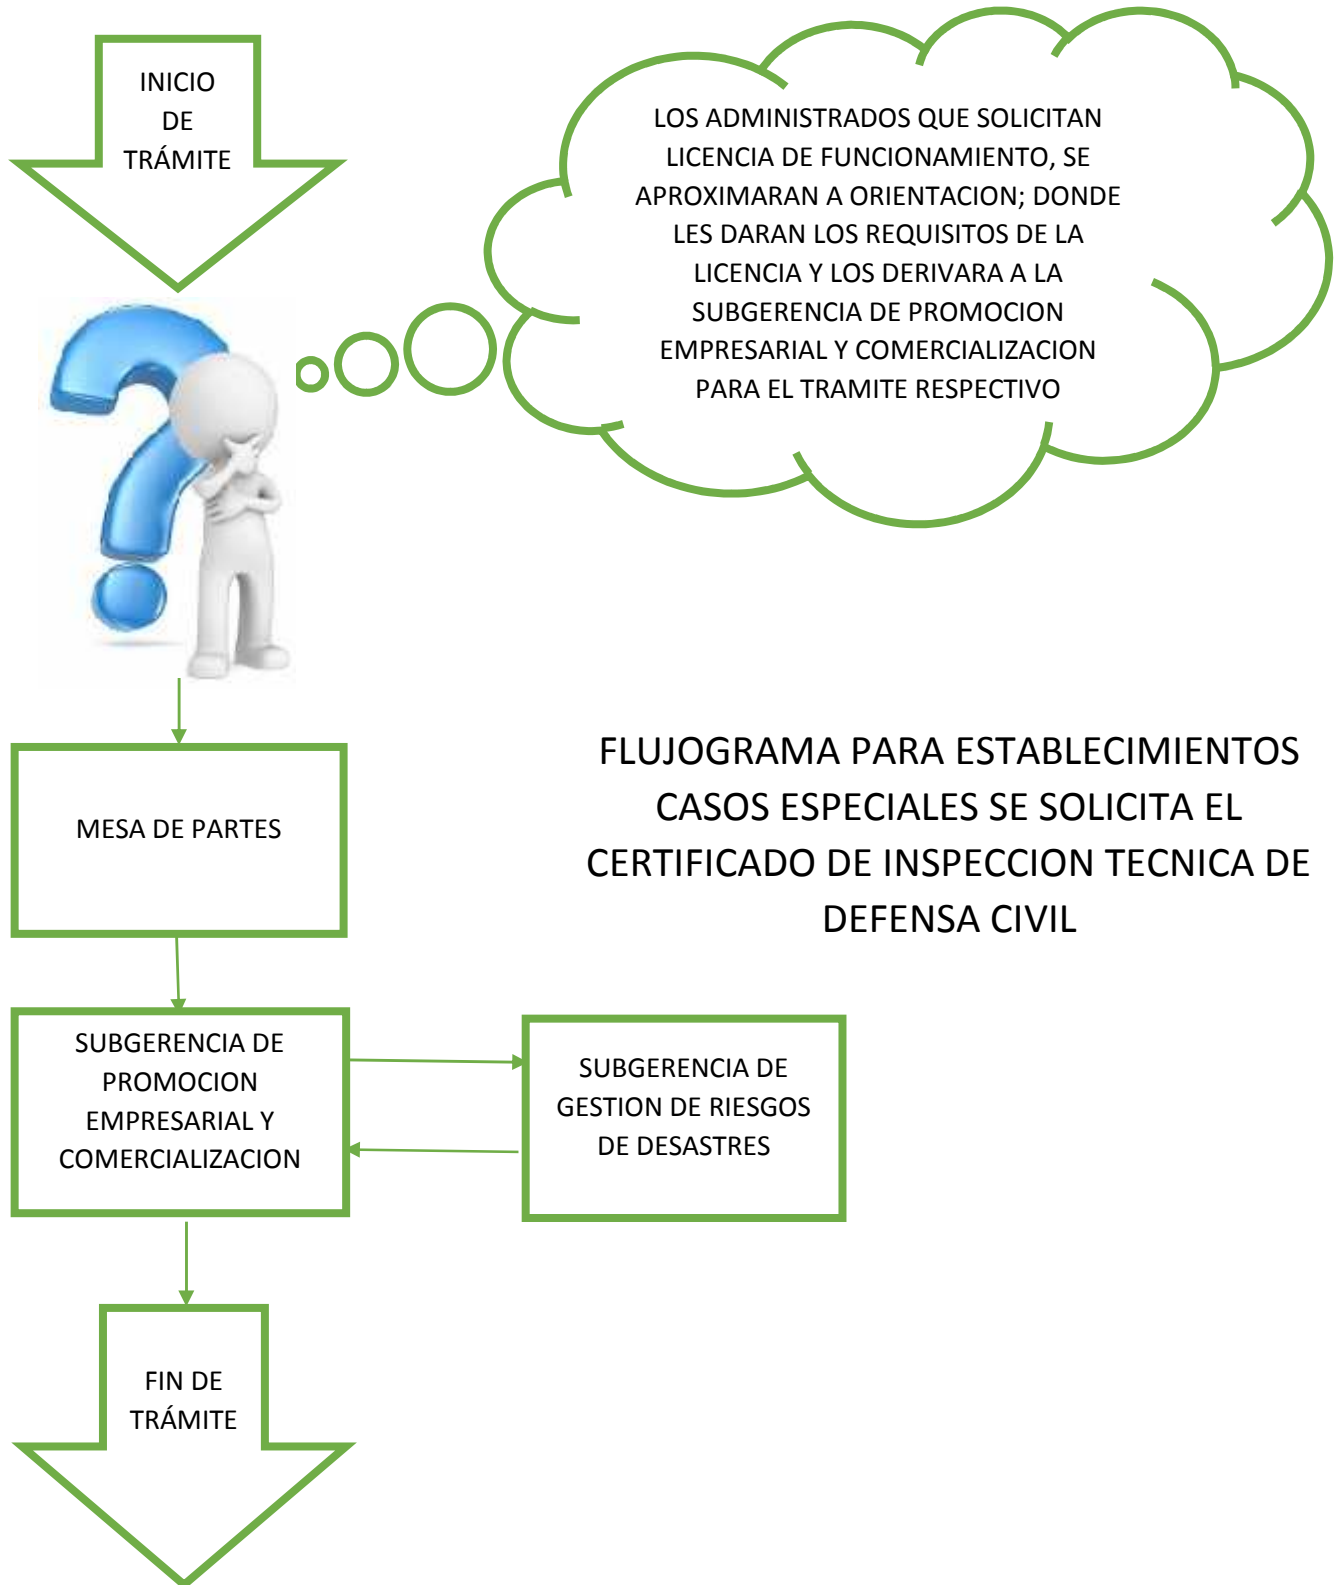 INICIO
DE
TRÁMITE
LOS ADMINISTRADOS QUE SOLICITAN
LICENCIA DE FUNCIONAMIENTO, SE
APROXIMARAN A ORIENTACION; DONDE
LES DARAN LOS REQUISITOS DE LA
LICENCIA Y LOS DERIVARA A LA
SUBGERENCIA DE PROMOCION
EMPRESARIAL Y COMERCIALIZACION
PARA EL TRAMITE RESPECTIVO
MESA DE PARTES
FLUJOGRAMA PARA ESTABLECIMIENTOS
CASOS ESPECIALES SE SOLICITA EL
CERTIFICADO DE INSPECCION TECNICA DE
DEFENSA CIVIL
SUBGERENCIA DE
PROMOCION
EMPRESARIAL Y
COMERCIALIZACION
SUBGERENCIA DE
GESTION DE RIESGOS
DE DESASTRES
FIN DE
TRÁMITE